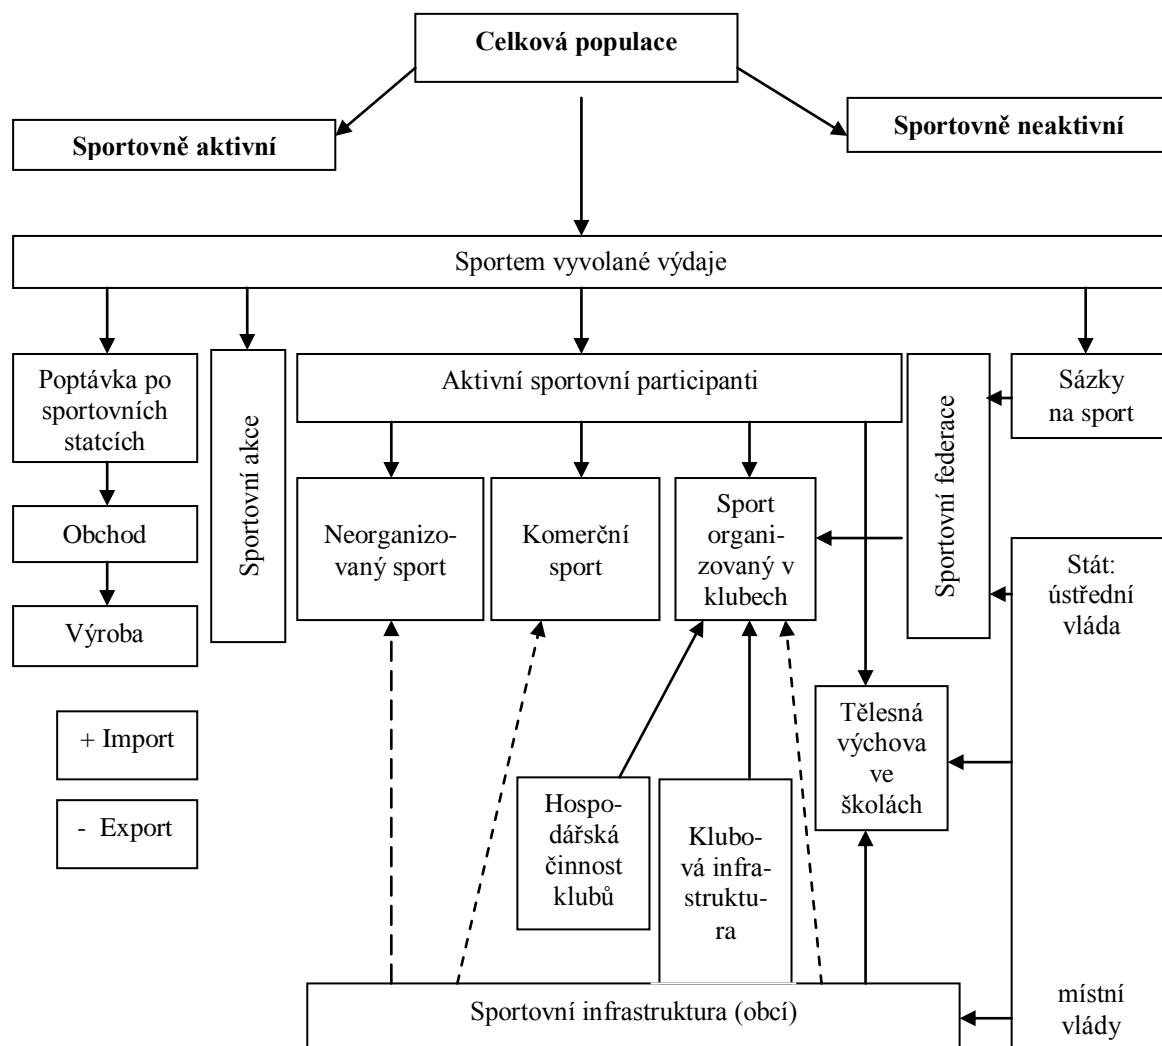 Celková populace
Sportovně aktivní
Sportovně neaktivní
Sportem vyvolané výdaje
Poptávka po
sportovních
statcích
Sportovní akce
Aktivní sportovní participanti
Sportovní federace
Sázky
na sport
Obchod
Výroba
Neorganizo-
vaný sport
Komerční
sport
Sport
organi-
zovaný v
klubech
Stát:
ústřední
vláda
+ Import
- Export
Hospo-
dářská
činnost
klubů
Klubo-
vá infra-
struktu-
ra
Tělesná
výchova
ve
školách
Sportovní infrastruktura (obcí)
místní
vlády